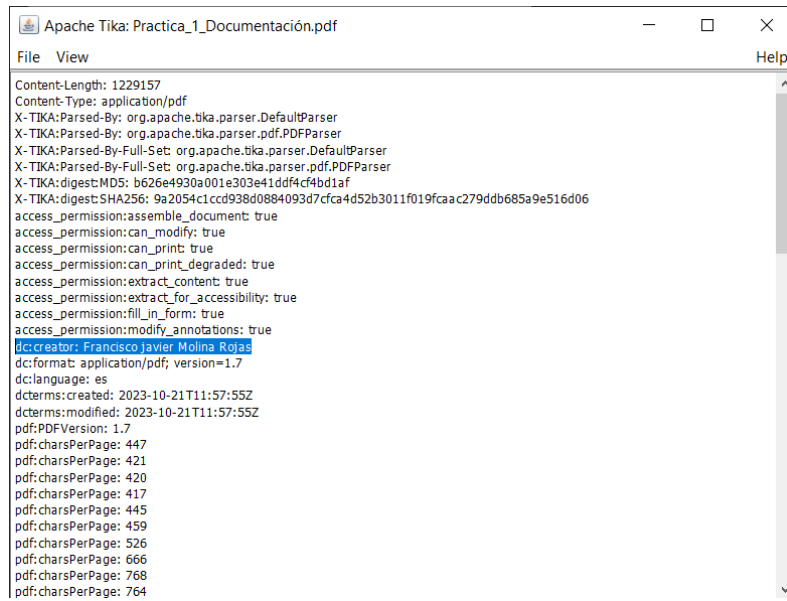 Apache Tika: Practica_1_Documentación.pdf
File View Help
Content-Length: 1229157
Content-Type: application/pdf
X-TIKA:Parsed-By: org.apache.tika.parser.DefaultParser
X-TIKA:Parsed-By: org.apache.tika.parser.pdf.PDFParser
X-TIKA:Parsed-By-Full-Set: org.apache.tika.parser.DefaultParser
X-TIKA:Parsed-By-Full-Set: org.apache.tika.parser.pdf.PDFParser
X-TIKA:digest:MD5: b626e4930a001e303e41ddf4cf4bd1af
X-TIKA:digest:SHA256: 9a2054c1ccd938d0884093d7cfca4d52b3011f019fcaac279ddb685a9e516d06
access_permission:assemble_document: true
access_permission:can_modify: true
access_permission:can_print: true
access_permission:can_print_degraded: true
access_permission:extract_content: true
access_permission:extract_for_accessibility: true
access_permission:fill_in_form: true
access_permission:modify_annotations: true
dc:creator: Francisco javier Molina Rojas
dc:format: application/pdf; version=1.7
dc:language: es
dcterms:created: 2023-10-21T11:57:55Z
dcterms:modified: 2023-10-21T11:57:55Z
pdf:PDFVersion: 1.7
pdf:charsPerPage: 447
pdf:charsPerPage: 421
pdf:charsPerPage: 420
pdf:charsPerPage: 417
pdf:charsPerPage: 445
pdf:charsPerPage: 459
pdf:charsPerPage: 526
pdf:charsPerPage: 666
pdf:charsPerPage: 768
pdf:charsPerPage: 764